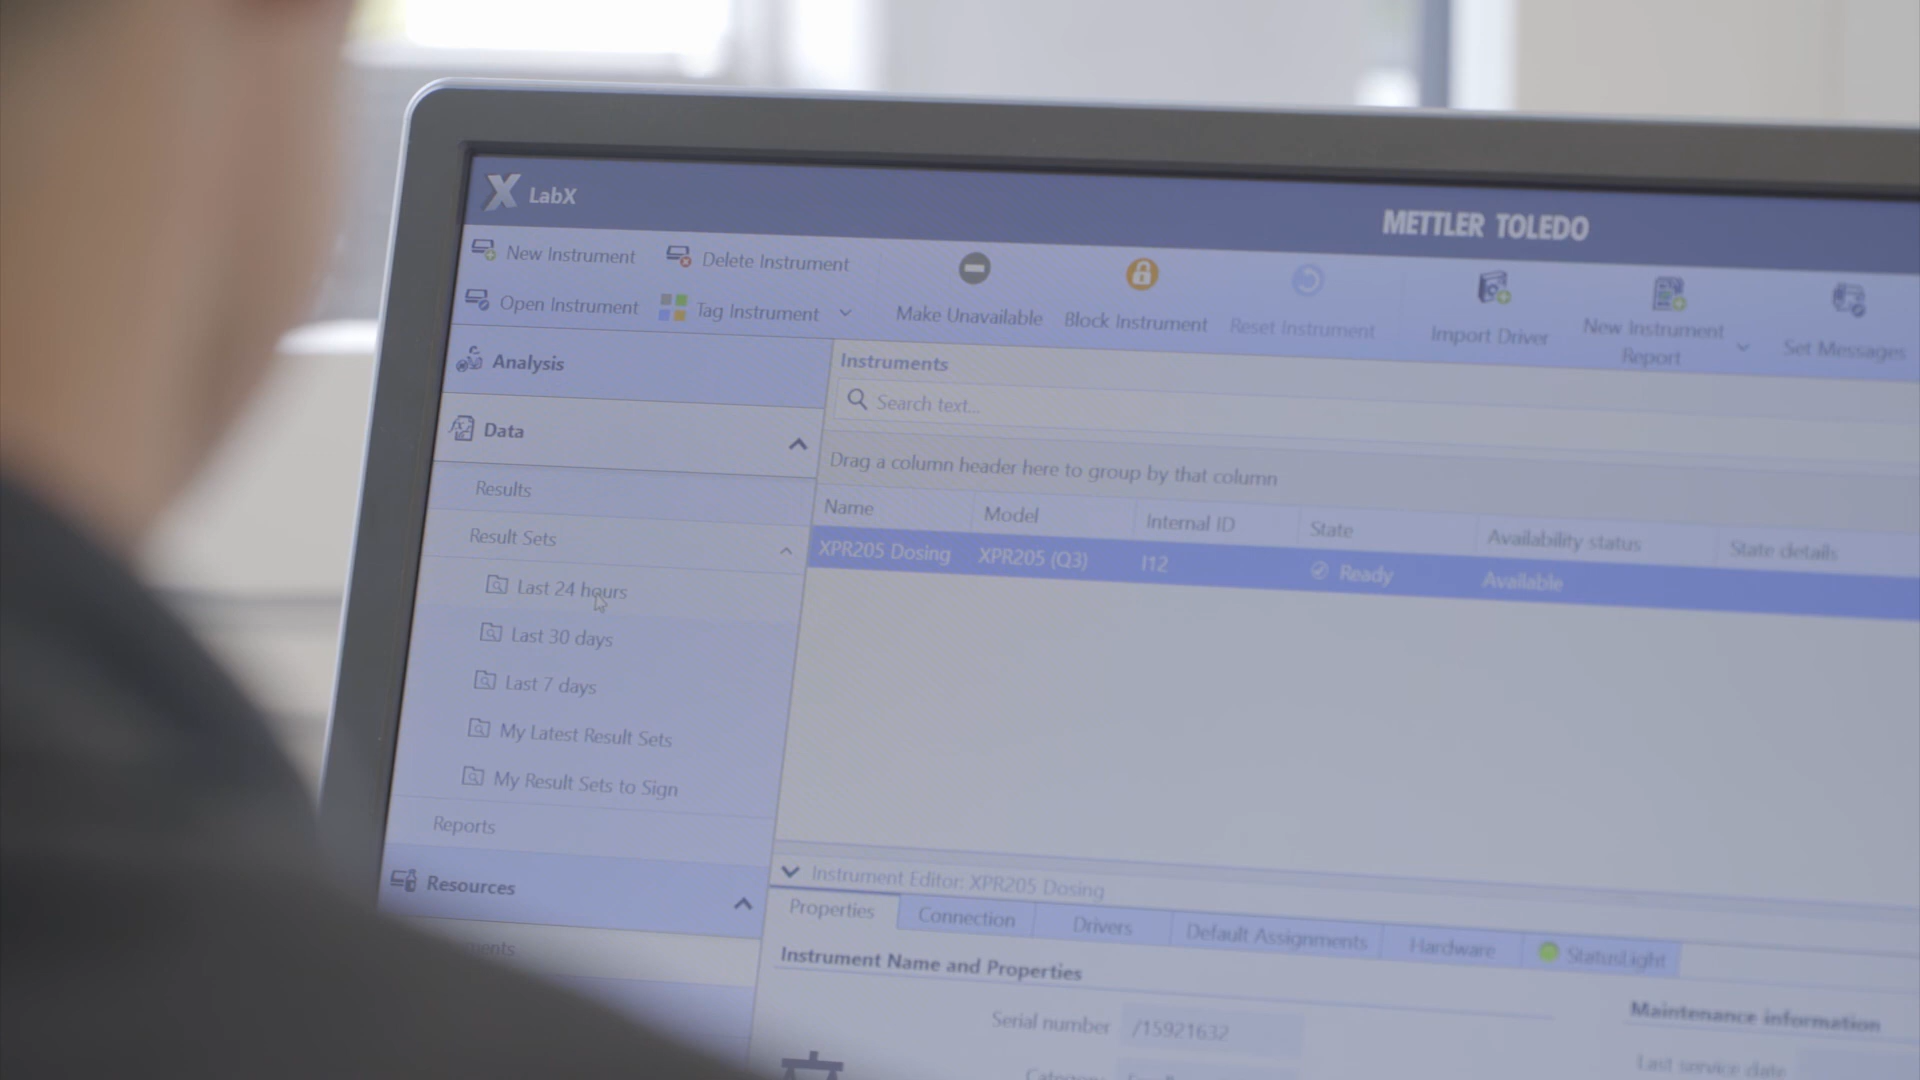 X LabX
METTLER TOLEDO
New Instrument
Delete Instrument
Open Instrument
Tag Instrument
Make Unavailable
Block Instrument
Reset Instrument
Import Driver
New Instrument
Report
Set Messages
Analysis
Data
Results
Result Sets
Last 24 hours
Last 30 days
Last 7 days
My Latest Result Sets
My Result Sets to Sign
Reports
Resources
Instruments
Search text...
Drag a column header here to group by that column
Name Model Internal ID State Availability status State details
XPR205 Dosing XPR205 (Q3) I12 Ready Available
Instrument Editor: XPR205 Dosing
Properties Connection Drivers Default Assignments Hardware StatusLight
Instrument Name and Properties
Serial number /15921632
Maintenance information
Last service date